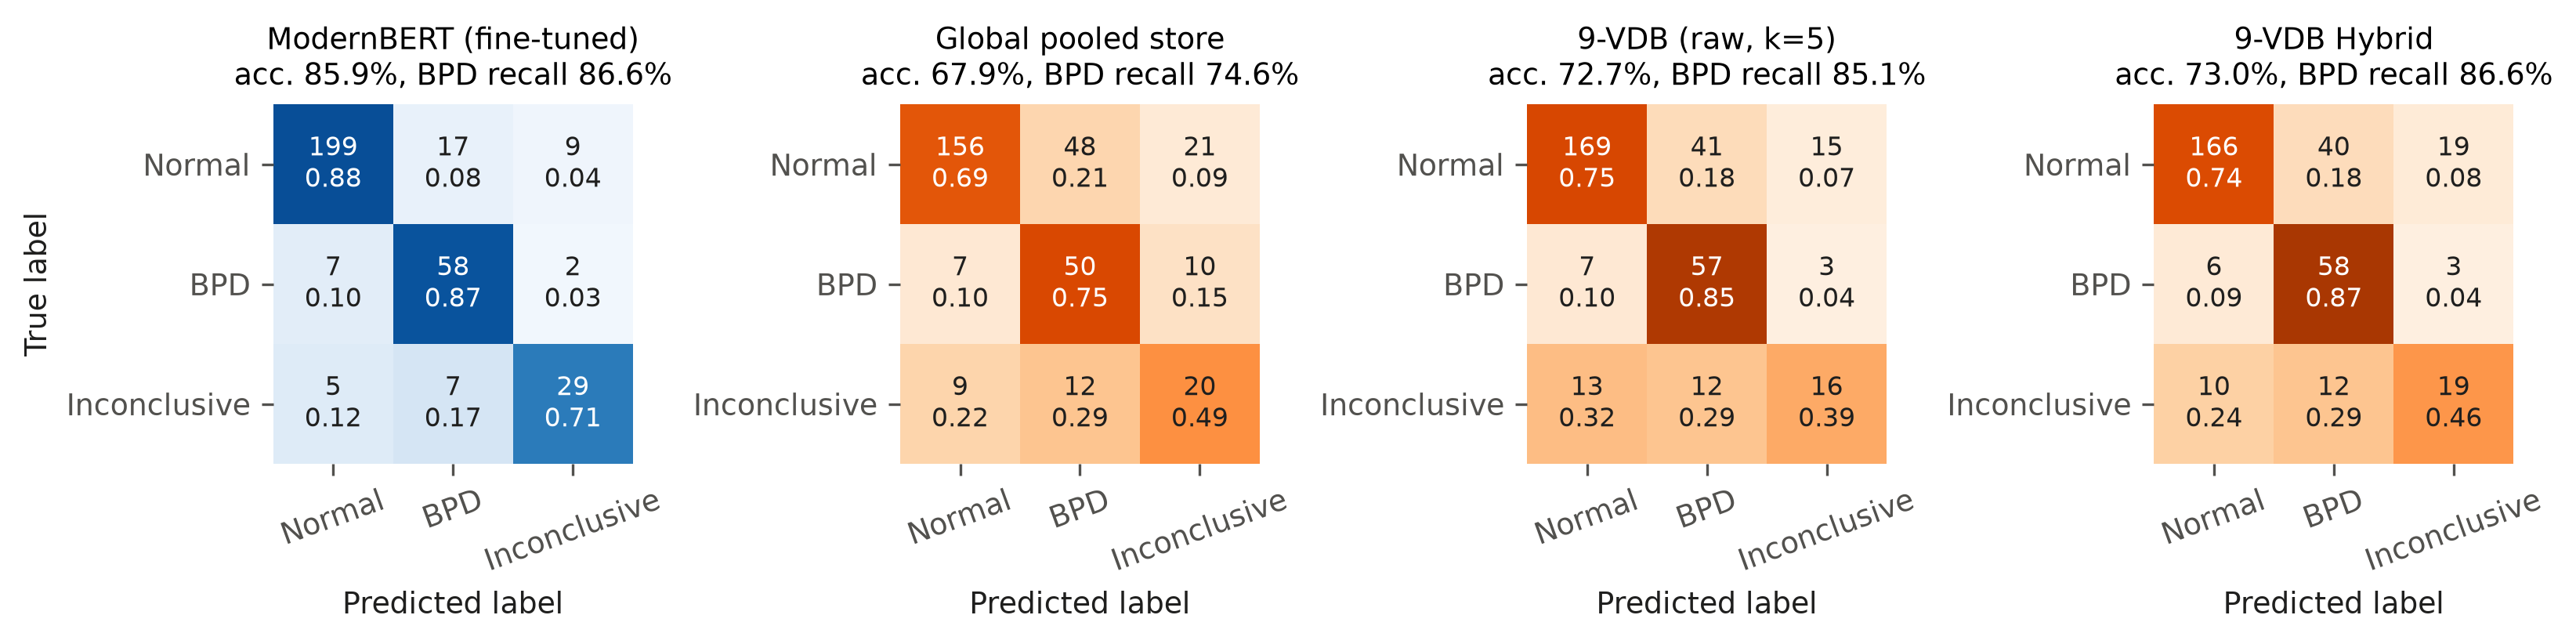 ModernBERT (fine-tuned)
acc. 85.9%, BPD recall 86.6%
True label
Normal
BPD
Inconclusive
199
0.88
17
0.08
9
0.04
7
0.10
58
0.87
2
0.03
5
0.12
7
0.17
29
0.71
Normal
BPD
Inconclusive
Predicted label
Global pooled store
acc. 67.9%, BPD recall 74.6%
Normal
BPD
Inconclusive
156
0.69
48
0.21
21
0.09
7
0.10
50
0.75
10
0.15
9
0.22
12
0.29
20
0.49
Normal
BPD
Inconclusive
Predicted label
9-VDB (raw, k=5)
acc. 72.7%, BPD recall 85.1%
Normal
BPD
Inconclusive
169
0.75
41
0.18
15
0.07
7
0.10
57
0.85
3
0.04
13
0.32
12
0.29
16
0.39
Normal
BPD
Inconclusive
Predicted label
9-VDB Hybrid
acc. 73.0%, BPD recall 86.6%
Normal
BPD
Inconclusive
166
0.74
40
0.18
19
0.08
6
0.09
58
0.87
3
0.04
10
0.24
12
0.29
19
0.46
Normal
BPD
Inconclusive
Predicted label